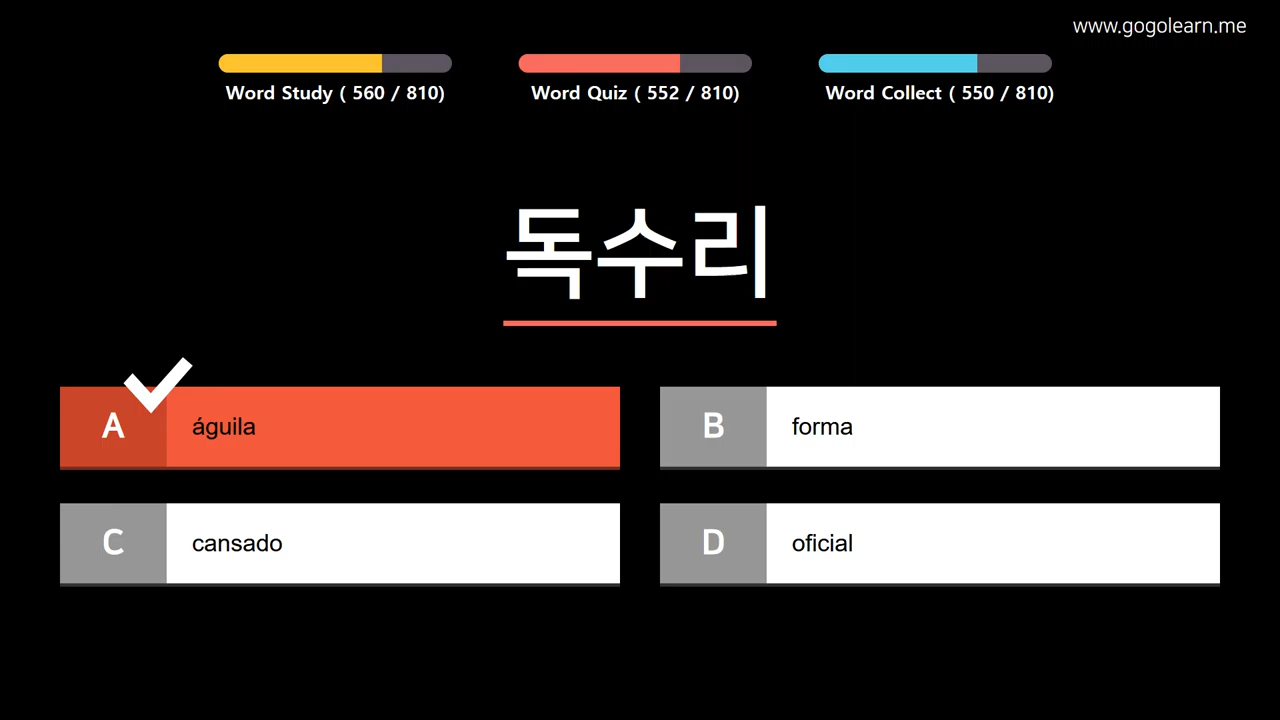 www.gogolearn.me
Word Study ( 560 / 810)
Word Quiz ( 552 / 810)
Word Collect ( 550 / 810)
독수리
A águila
B forma
C cansado
D oficial